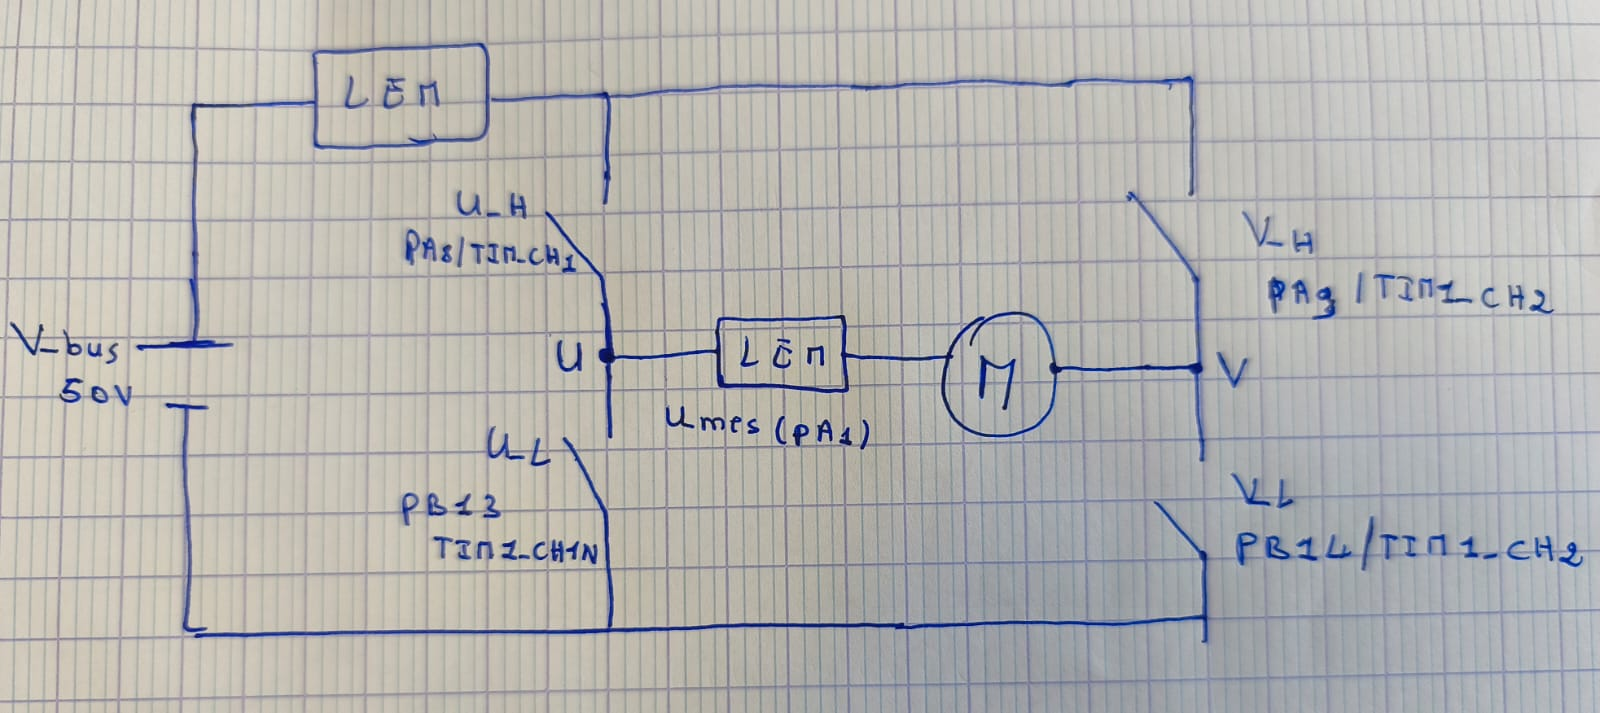 LEM
U_H
PA8/TIM_CH1
V_H
PA9 / TIM1_CH2
V_bus
50V
U
LEM
M
V
Umes (PA1)
U_L
PB13
TIM1_CH1N
V_L
PB14/TIM1_CH2